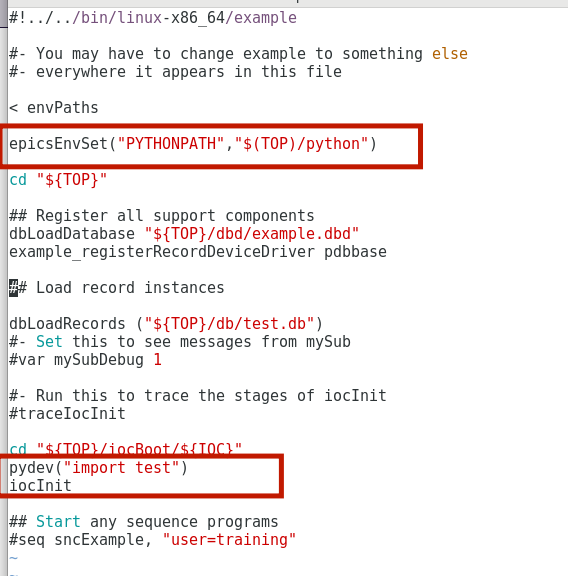 #!../../bin/linux-x86_64/example
#- You may have to change example to something else
#- everywhere it appears in this file
< envPaths
epicsEnvSet("PYTHONPATH","$(TOP)/python")
cd "${TOP}"
## Register all support components
dbLoadDatabase "${TOP}/dbd/example.dbd"
example_registerRecordDeviceDriver pdbbase
## Load record instances
dbLoadRecords ("${TOP}/db/test.db")
#- Set this to see messages from mySub
#var mySubDebug 1
#- Run this to trace the stages of iocInit
#traceIocInit
cd "${TOP}/iocBoot/${IOC}"
pydev("import test")
iocInit
## Start any sequence programs
#seq sncExample, "user=training"
~
~